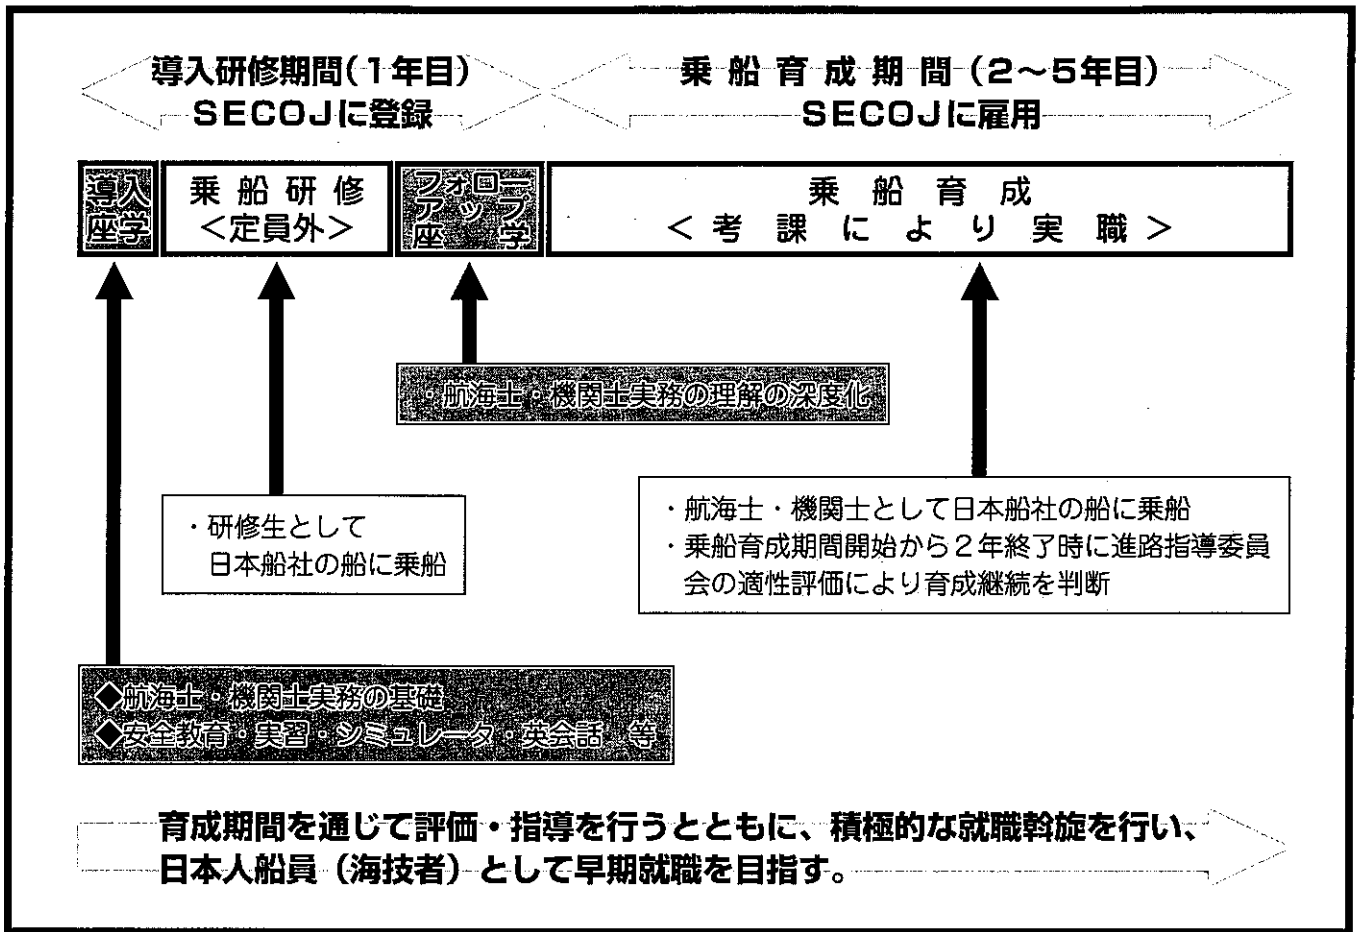 導入研修期間(1年目)
SECOJに登録
乗船育成期間(2～5年目)
SECOJに雇用
導入
座学
乗船研修
＜定員外＞
フォロー
アップ
座学
乗船育成
＜考課により実職＞
・航海士・機関士実務の理解の深度化
・研修生として
日本船社の船に乗船
・航海士・機関士として日本船社の船に乗船
・乗船育成期間開始から2年終了時に進路指導委員
会の適性評価により育成継続を判断
◆航海士・機関士実務の基礎
◆安全教育・実習・シミュレータ・英会話　等
育成期間を通じて評価・指導を行うとともに、積極的な就職斡旋を行い、
日本人船員（海技者）として早期就職を目指す。